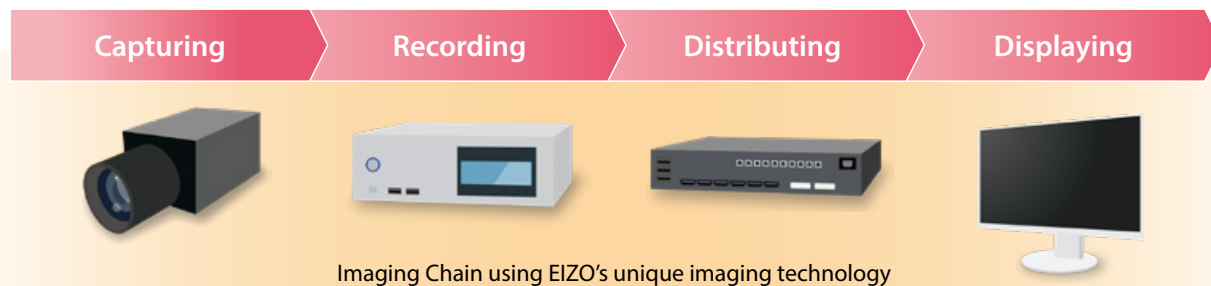 Capturing
Recording
Distributing
Displaying
Imaging Chain using EIZO's unique imaging technology